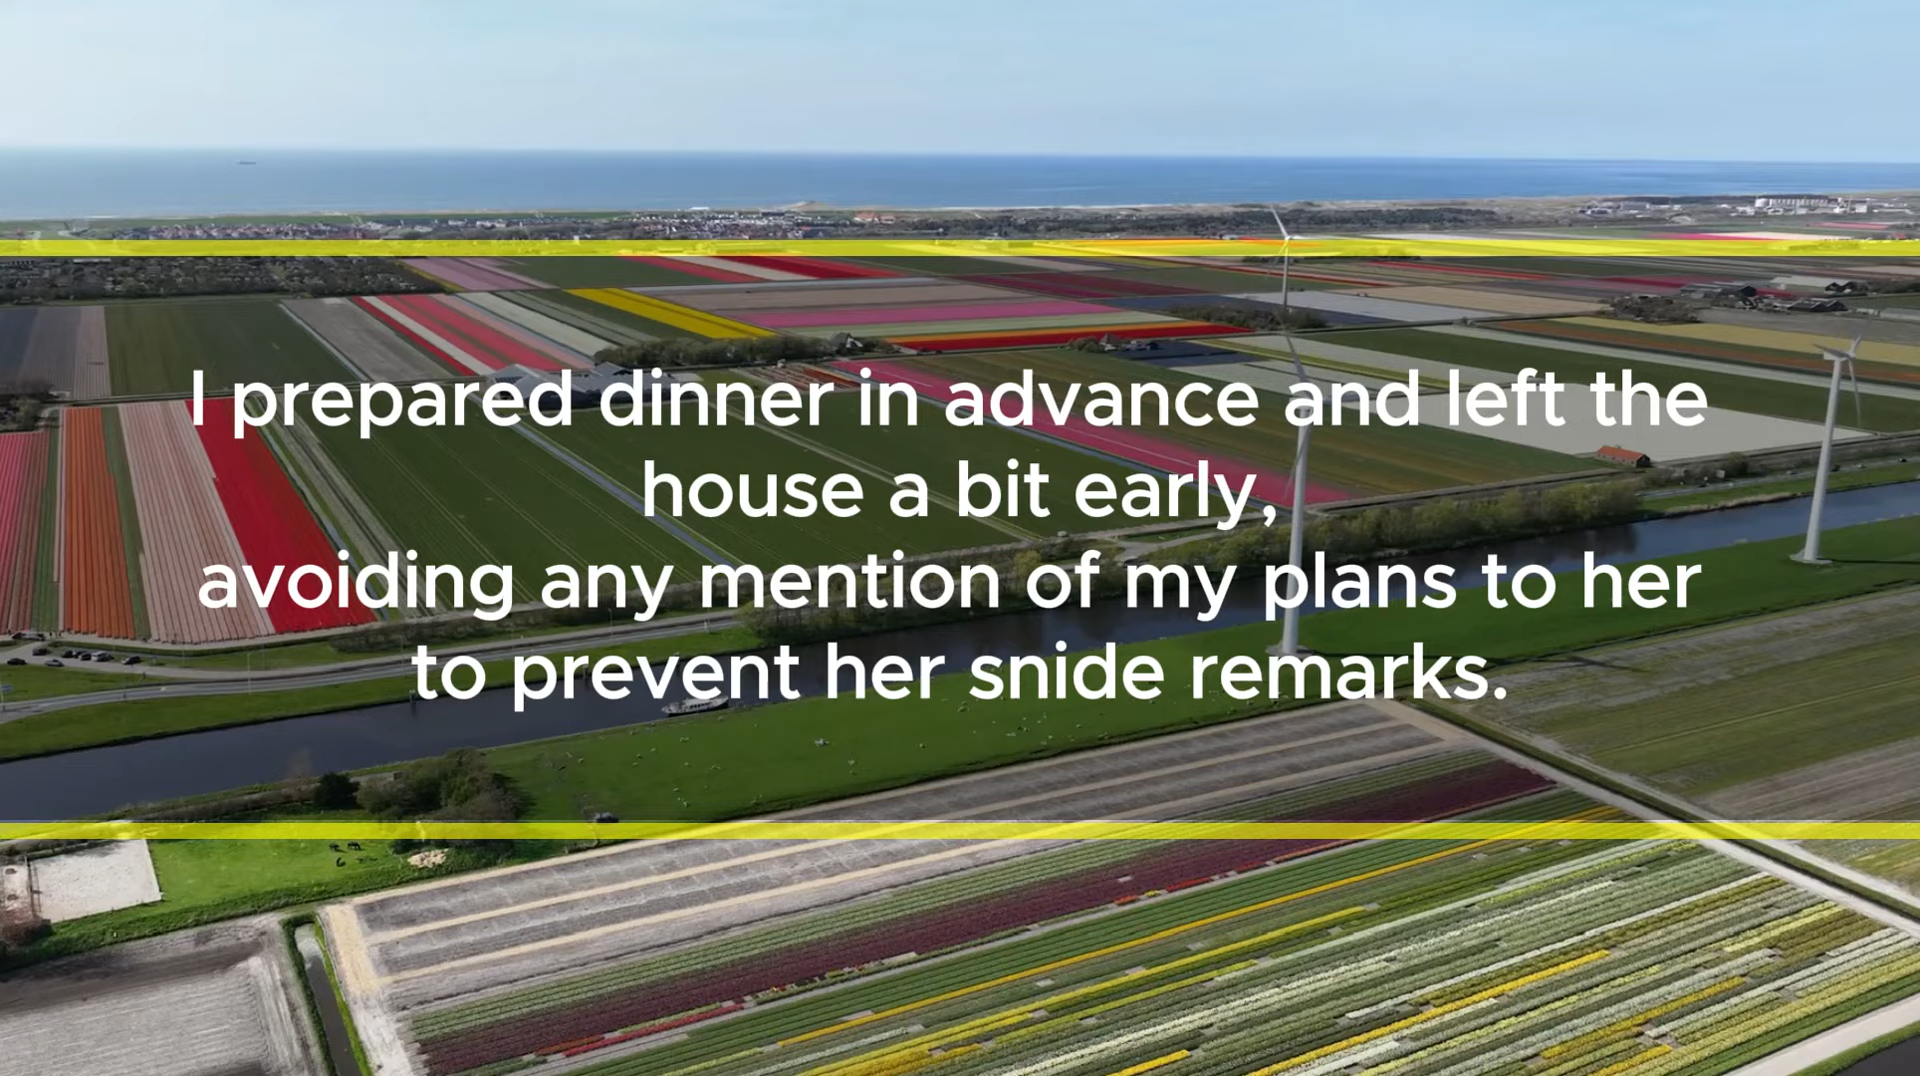 I prepared dinner in advance and left the
house a bit early,
avoiding any mention of my plans to her
to prevent her snide remarks.